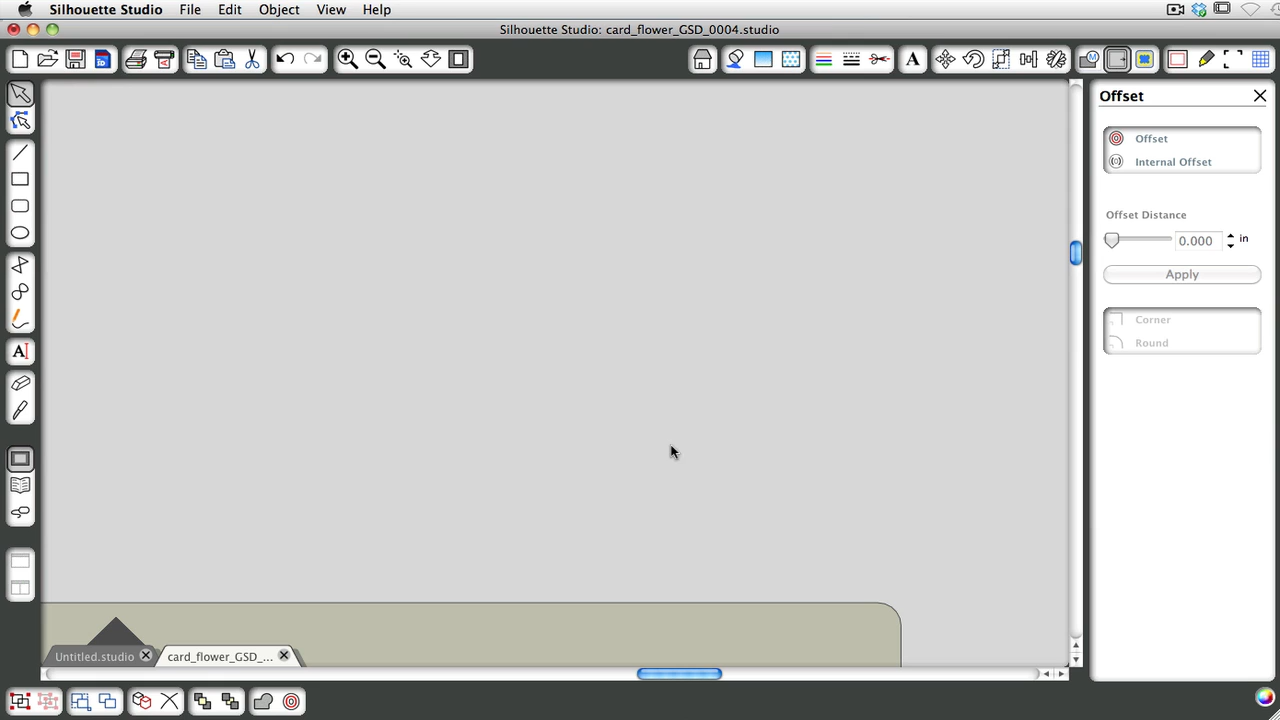 Silhouette Studio File Edit Object View Help
Silhouette Studio: card_flower_GSD_0004.studio
A
Offset
Offset
Internal Offset
Offset Distance
0.000 in
Apply
Corner
Round
A
Untitled.studio card_flower_GSD_...